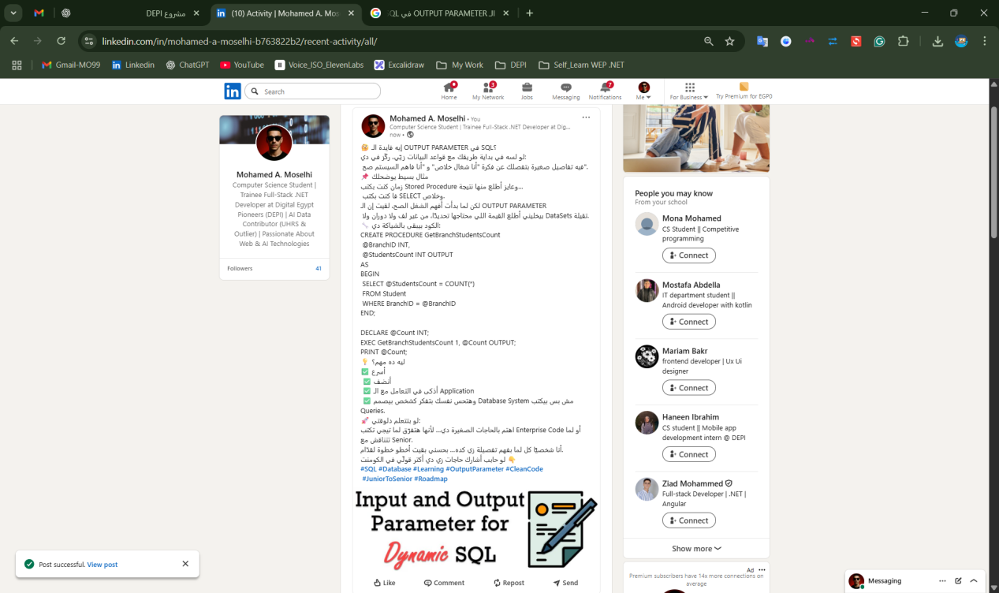 مشروع DEPI
(10) Activity | Mohamed A. Mos
الـ OUTPUT PARAMETER في QL
linkedin.com/in/mohamed-a-moselhi-b763822b2/recent-activity/all/
Gmail-MO99
Linkedin
ChatGPT
YouTube
Voice_ISO_ElevenLabs
Excalidraw
My Work
DEPI
Self_Learn WEP .NET
in
Search
Home
3
My Network
Jobs
Messaging
7
Notifications
Me
For Business
Try Premium for EGP0
Mohamed A. Moselhi
Computer Science Student |
Trainee Full-Stack .NET
Developer at Digital Egypt
Pioneers (DEPI) | AI Data
Contributor (UHRS &
Outlier) | Passionate About
Web & AI Technologies
Followers 41
Mohamed A. Moselhi • You
Computer Science Student | Trainee Full-Stack .NET Developer at Dig...
now •
🤔 إيه فايدة الـ OUTPUT PARAMETER في SQL؟
لو لسه في بداية طريقك مع قواعد البيانات زيّي، ركّز في دي:
فيه تفاصيل صغيرة بتفصلك عن فكرة "أنا شغال خلاص" و "أنا فاهم السيستم صح".
📌 مثال بسيط يوضحلك
زمان كنت بكتب Stored Procedure وعايز أطلع منها نتيجة...
فا كنت بكتب SELECT وخلاص.
لكن لما بدأت أفهم الشغل الصح، لقيت إن الـ OUTPUT PARAMETER
بيخليني أطلع القيمة اللي محتاجها تحديدًا، من غير لف ولا دوران ولا DataSets تقيلة.
🔧 الكود بيبقى بالشياكة دي:
CREATE PROCEDURE GetBranchStudentsCount
@BranchID INT,
@StudentsCount INT OUTPUT
AS
BEGIN
SELECT @StudentsCount = COUNT(*)
FROM Student
WHERE BranchID = @BranchID
END;
DECLARE @Count INT;
EXEC GetBranchStudentsCount 1, @Count OUTPUT;
PRINT @Count;
💡 ليه ده مهم؟
✅ أسرع
✅ أنضف
✅ أذكى في التعامل مع الـ Application
✅ وهتحس نفسك بتفكر كشخص بيصمم Database System مش بس بيكتب
Queries.
🚀 لو بتتعلم دلوقتي:
اهتم بالحاجات الصغيرة دي... لأنها هتفرّق لما تيجي تكتب Enterprise Code أو لما
تتناقش مع Senior.
أنا شخصيًا كل لما بفهم تفصيلة زي كده... بحسني بقيت أخطو خطوة لقدّام.
👇 لو حابب أشارك حاجات زي دي أكتر قولّي في الكومنت
#SQL #Database #Learning #OutputParameter #CleanCode
#JuniorToSenior #Roadmap
Input and Output
Parameter for
Dynamic SQL
Like
Comment
Repost
Send
People you may know
From your school
Mona Mohamed
CS Student || Competitive
programming
Connect
Mostafa Abdella
IT department student ||
Android developer with kotlin
Connect
Mariam Bakr
frontend developer | Ux Ui
designer
Connect
Haneen Ibrahim
CS student || Mobile app
development intern @ DEPI
Connect
Ziad Mohammed
Full-stack Developer | .NET |
Angular
Connect
Show more
Ad
Premium subscribers have 14x more connections on
average
Post successful. View post
Messaging